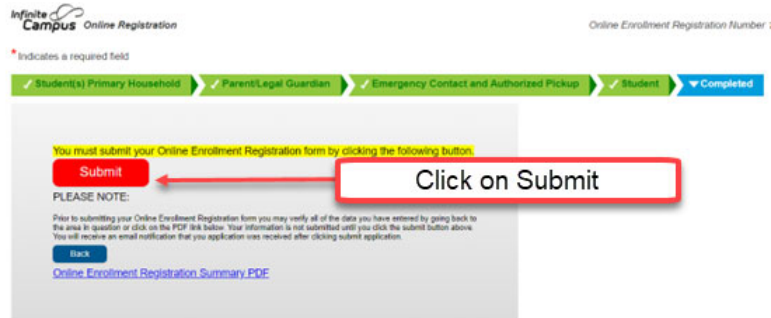 Infinite
Campus Online Registration
Online Enrollment Registration Number
* Indicates a required field
✓ Student(s) Primary Household ✓ Parent/Legal Guardian ✓ Emergency Contact and Authorized Pickup ✓ Student ▼ Completed
You must submit your Online Enrollment Registration form by clicking the following button.
Submit
Click on Submit
PLEASE NOTE:
Prior to submitting your Online Enrollment Registration form you may verify all of the data you have entered by going back to
the area in question or click on the PDF link below. Your information is not submitted until you click the submit button above.
You will receive an email notification that you application was received after clicking submit application.
Back
Online Enrollment Registration Summary PDF